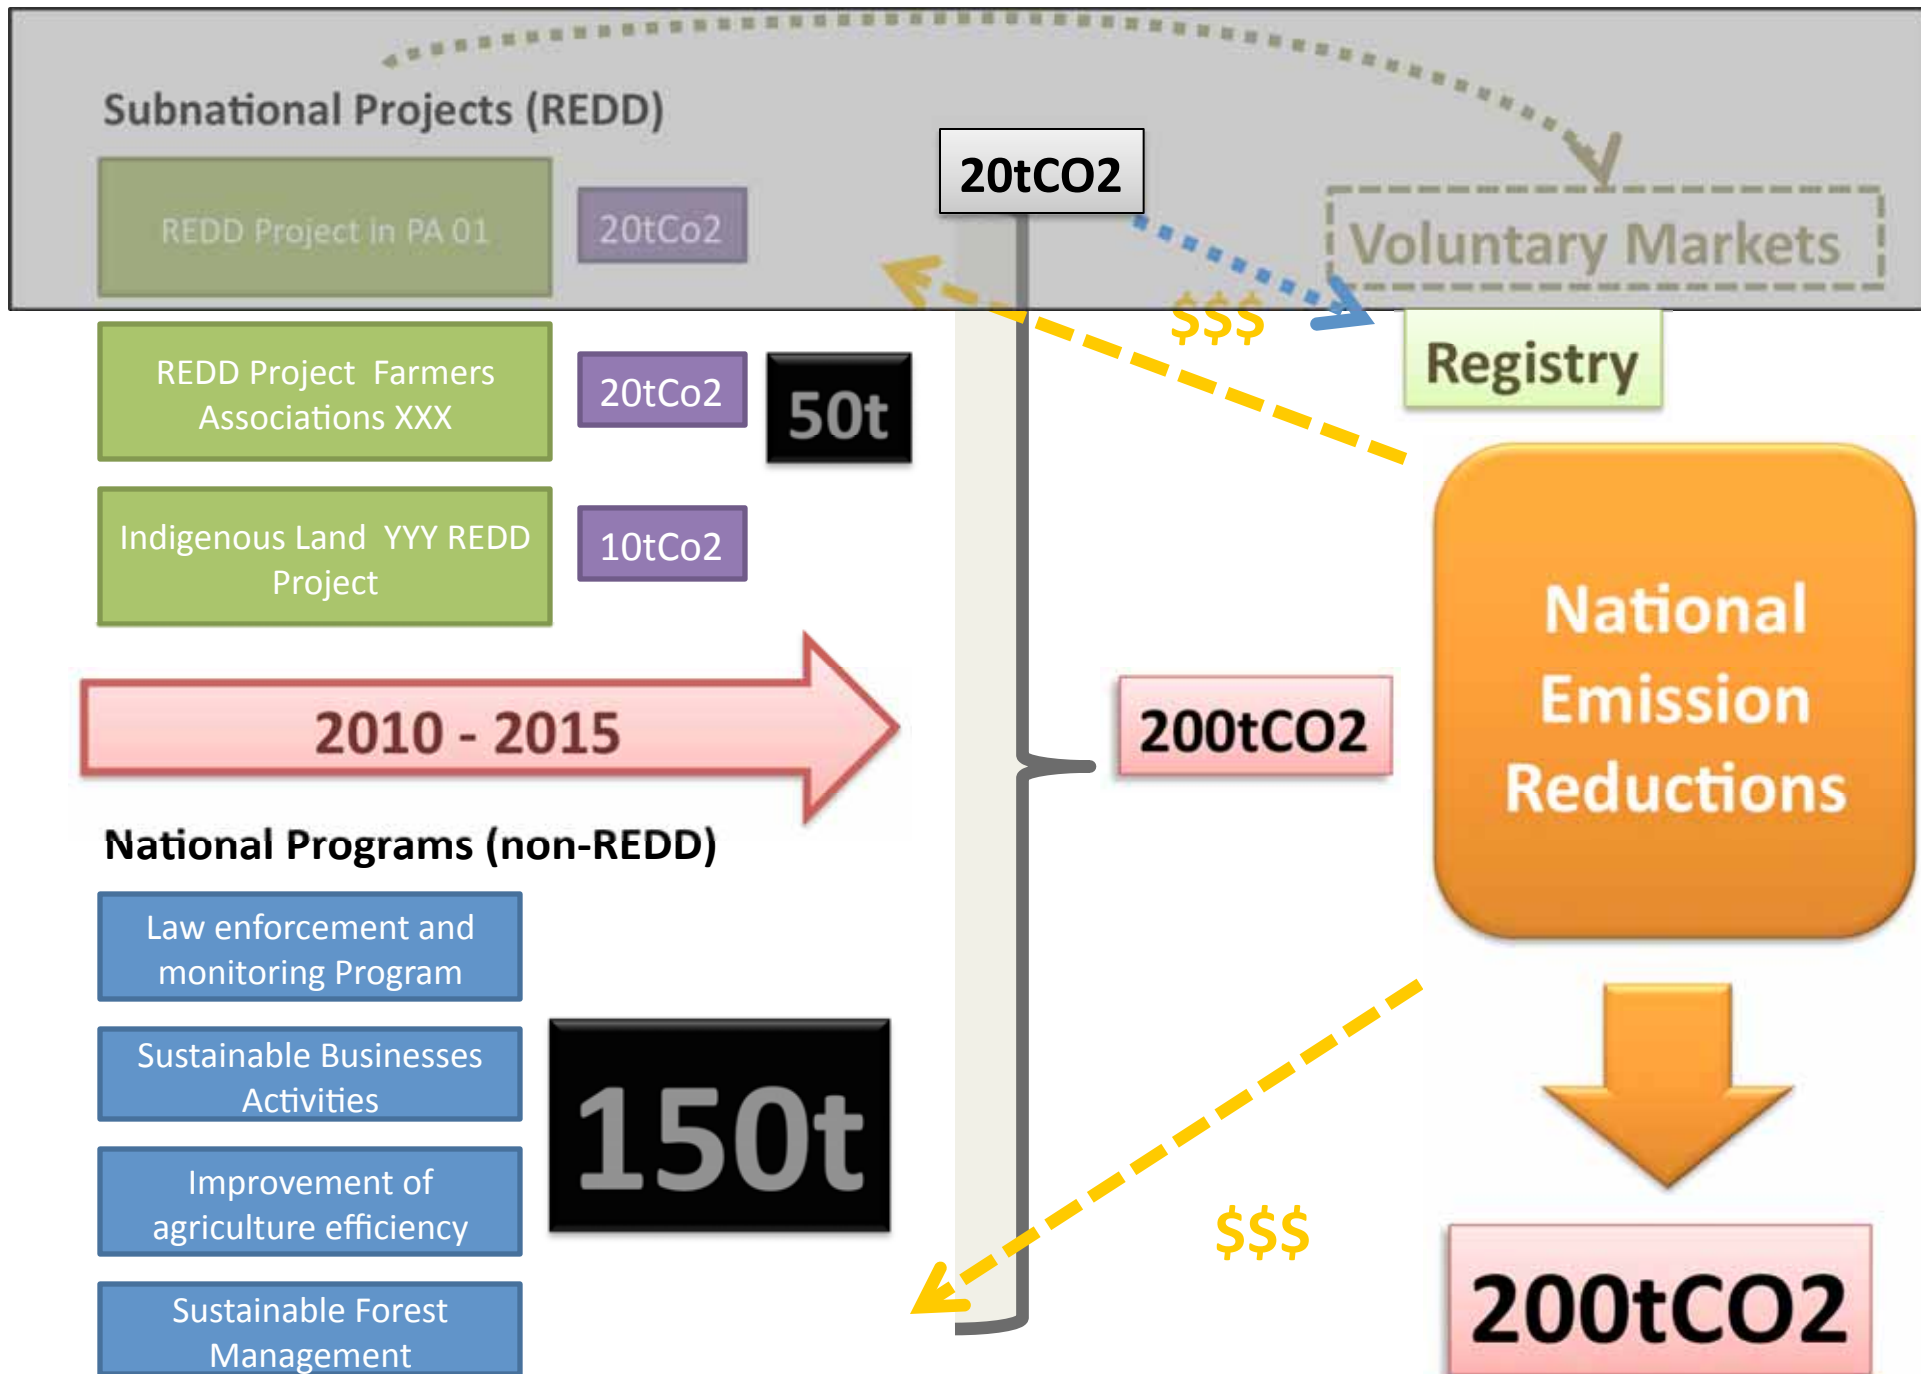 Subnational Projects (REDD)
20tCO2
REDD Project in PA 01
20tCo2
Voluntary Markets
$$$
REDD Project Farmers
Associations XXX
20tCo2
50t
Registry
Indigenous Land YYY REDD
Project
10tCo2
National
Emission
Reductions
2010 - 2015
200tCO2
National Programs (non-REDD)
Law enforcement and
monitoring Program
Sustainable Businesses
Activities
150t
Improvement of
agriculture efficiency
$$$
Sustainable Forest
Management
200tCO2